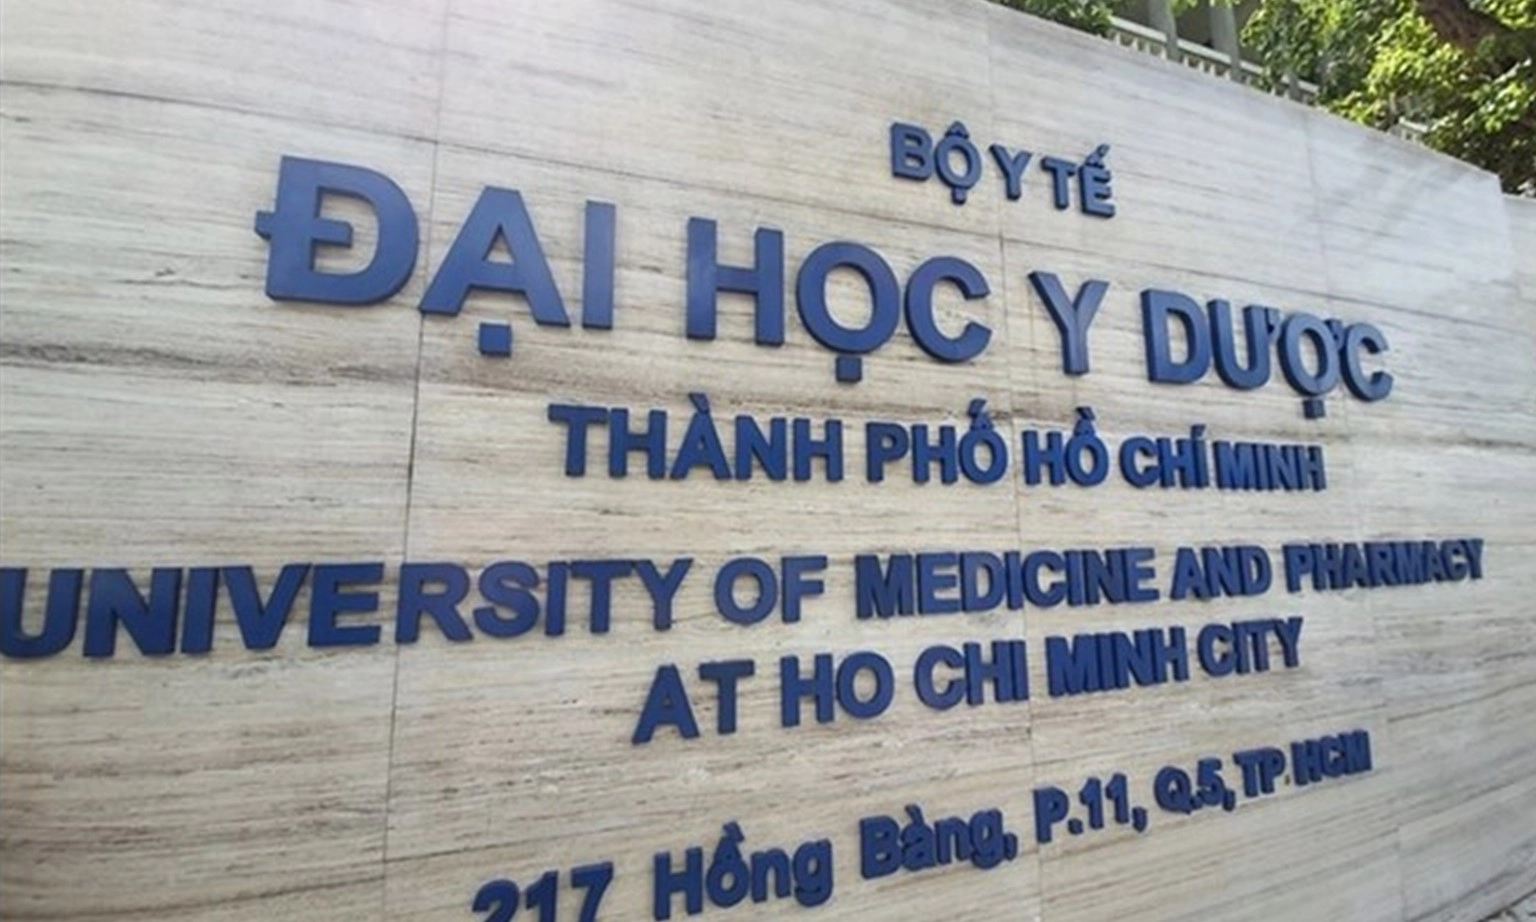 BỘ Y TẾ
ĐẠI HỌC Y DƯỢC
THÀNH PHỐ HỒ CHÍ MINH
UNIVERSITY OF MEDICINE AND PHARMACY
AT HO CHI MINH CITY
217 Hồng Bàng, P.11, Q.5, TP.HCM